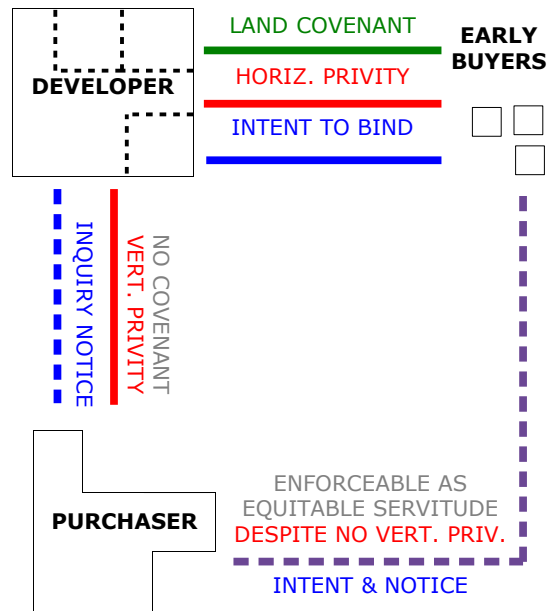 LAND COVENANT
EARLY
BUYERS
DEVELOPER
HORIZ. PRIVITY
INTENT TO BIND
INQUIRY NOTICE
VERT. PRIVITY
NO COVENANT
PURCHASER
ENFORCEABLE AS
EQUITABLE SERVITUDE
DESPITE NO VERT. PRIV.
INTENT & NOTICE